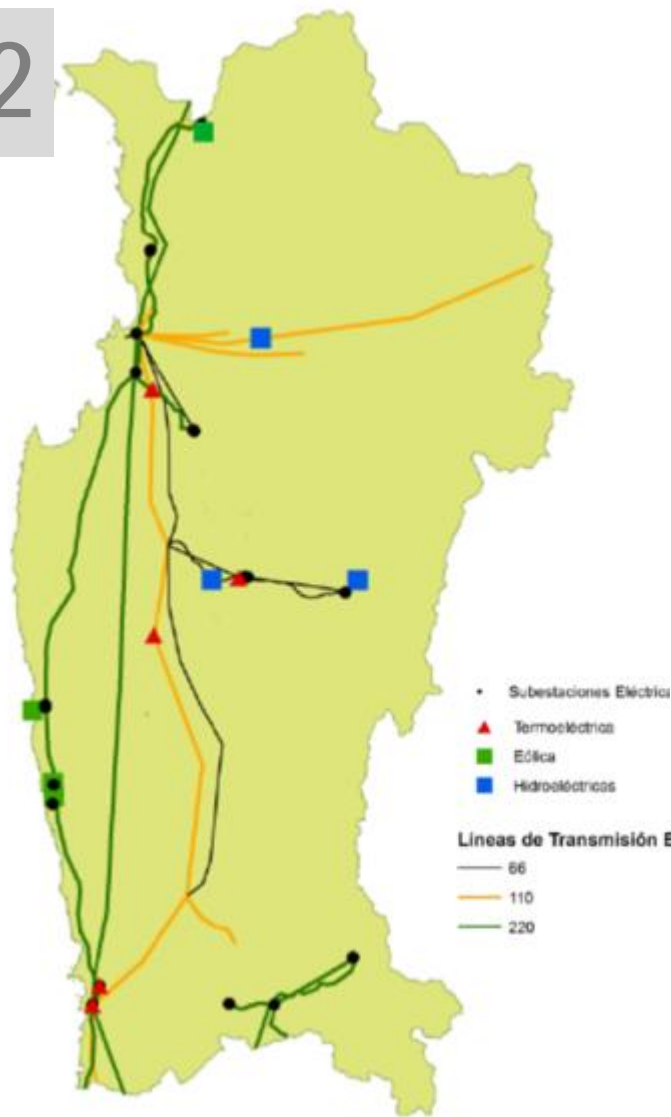 2
Subestaciones Eléctrica
Termoeléctrica
Eólica
Hidroeléctricas
Líneas de Transmisión E
66
110
220